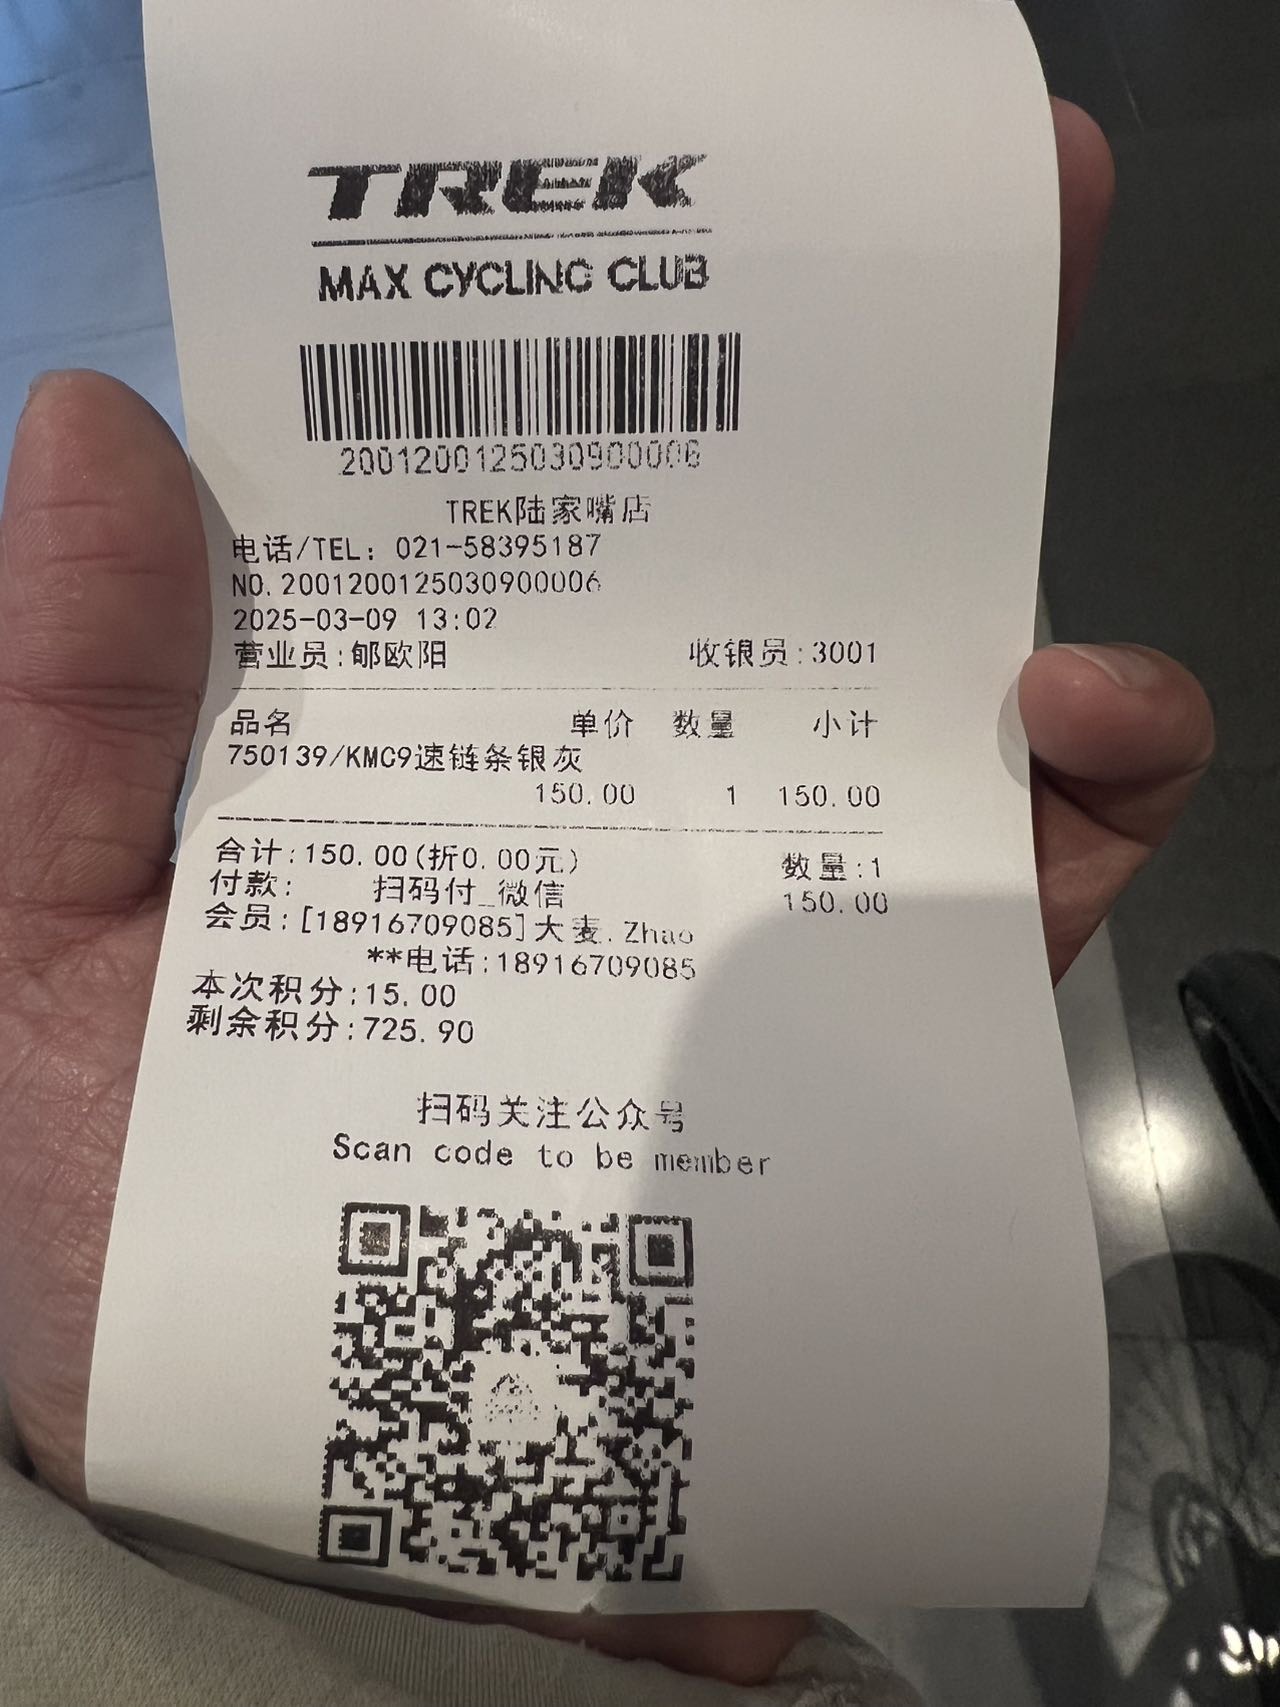 TREK
MAX CYCLING CLUB
2001200125030900006
TREK陆家嘴店
电话/TEL: 021-58395187
NO.2001200125030900006
2025-03-09 13:02
营业员:郇欧阳 收银员:3001
品名 单价 数量 小计
750139/KMC9速链条银灰
150.00 1 150.00
合计:150.00(折0.00元) 数量:1
付款: 扫码付_微信 150.00
会员:[18916709085]大麦.Zhao
**电话:18916709085
本次积分:15.00
剩余积分:725.90
扫码关注公众号
Scan code to be member